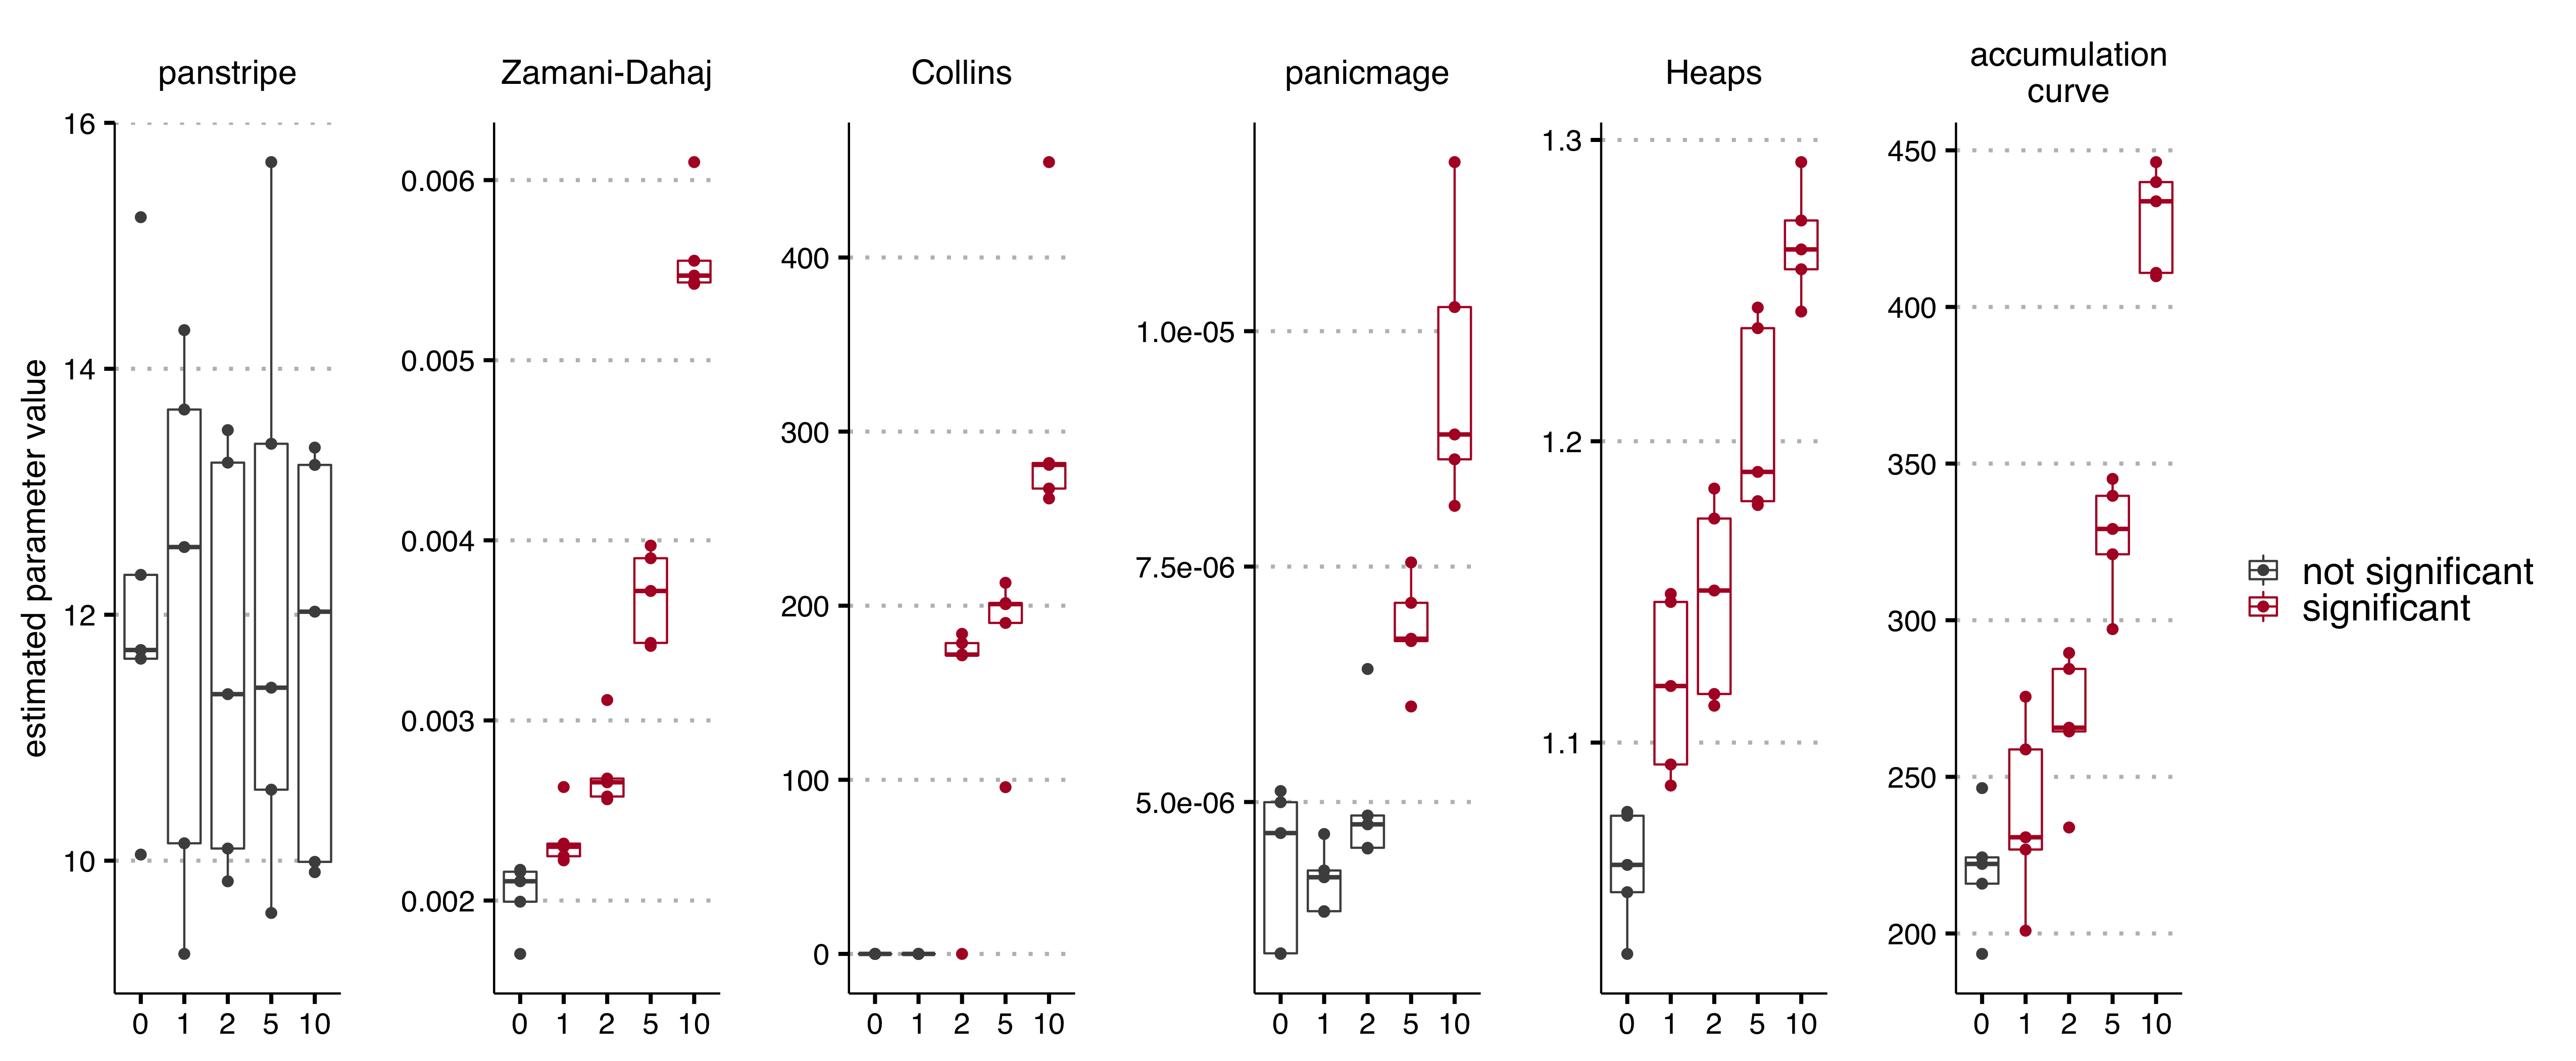 panstripe
Zamani-Dahaj
Collins
panicmage
Heaps
accumulation
curve
estimated parameter value
16
14
12
10
0 1 2 5 10
0.006
0.005
0.004
0.003
0.002
0 1 2 5 10
400
300
200
100
0
0 1 2 5 10
1.0e-05
7.5e-06
5.0e-06
0 1 2 5 10
1.3
1.2
1.1
0 1 2 5 10
450
400
350
300
250
200
0 1 2 5 10
not significant
significant